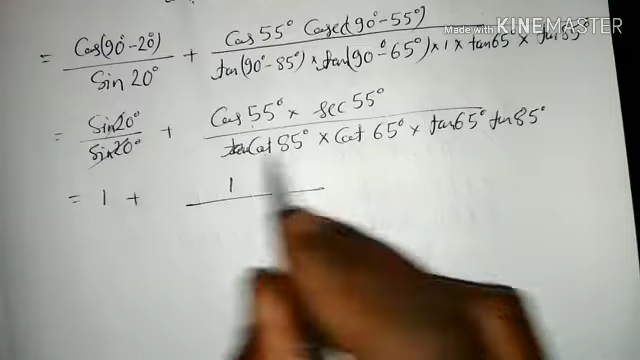 Made with KINEMASTER
= Cos(90°-20°) / Sin 20° + Cos 55° Cosec(90°-55°) / tan(90°-85°) × tan(90°-65°) × 1 × tan65° × tan85°
= Sin20° / Sin20° + Cos 55° × sec 55° / Cot 85° × Cot 65° × tan65° tan85°
= 1 + 1